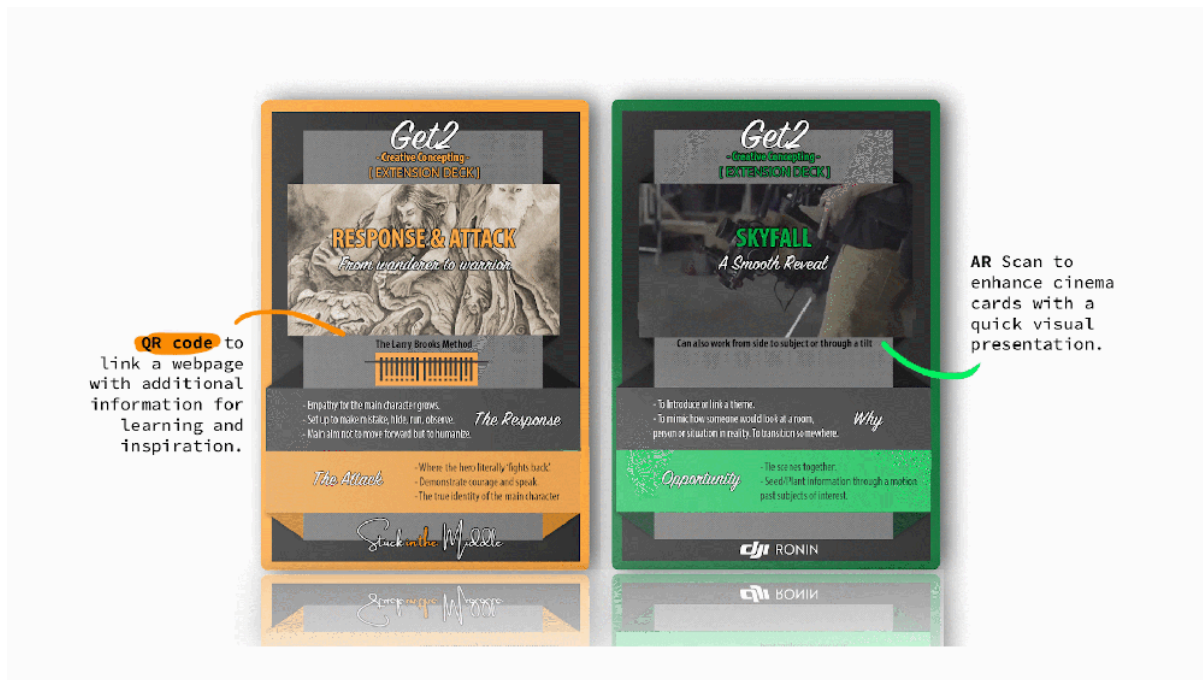 Get2
- Creative Concepting -
[ EXTENSION DECK ]
RESPONSE & ATTACK
From wanderer to warrior
The Larry Brooks Method
- Empathy for the main character grows.
- Set up to make mistake, hide, run, observe.
- Main aim not to move forward but to humanize.
The Response
The Attack
- Where the hero literally 'fights back'
- Demonstrate courage and speak.
- The true identity of the main character
Stuck in the Middle
QR code to
link a webpage
with additional
information for
learning and
inspiration.
Get2
- Creative Concepting -
[ EXTENSION DECK ]
SKYFALL
A Smooth Reveal
Can also work from side to subject or through a tilt
- To Introduce or link a theme.
- To mimic how someone would look at a room,
person or situation in reality. To transition somewhere.
Why
Opportunity
- Tie scenes together.
- Seed/Plant information through a motion
past subjects of interest.
dji RONIN
AR Scan to
enhance cinema
cards with a
quick visual
presentation.